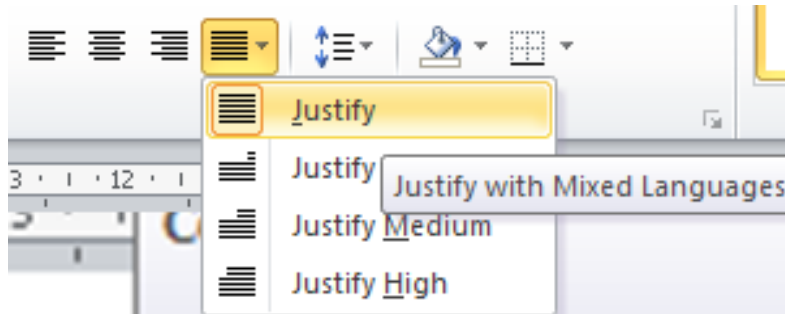 Justify
3 · ı · 12 · ı
Justify
Justify with Mixed Languages
Justify Medium
Justify High